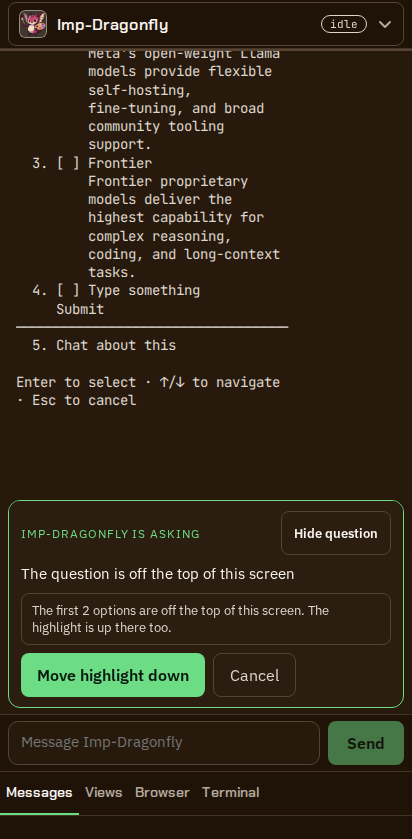 Imp-Dragonfly
idle
Meta's open-weight Llama
models provide flexible
self-hosting,
fine-tuning, and broad
community tooling
support.
3. [ ] Frontier
Frontier proprietary
models deliver the
highest capability for
complex reasoning,
coding, and long-context
tasks.
4. [ ] Type something
Submit
5. Chat about this
Enter to select · ↑/↓ to navigate
· Esc to cancel
IMP-DRAGONFLY IS ASKING
Hide question
The question is off the top of this screen
The first 2 options are off the top of this screen. The
highlight is up there too.
Move highlight down
Cancel
Message Imp-Dragonfly
Send
Messages Views Browser Terminal